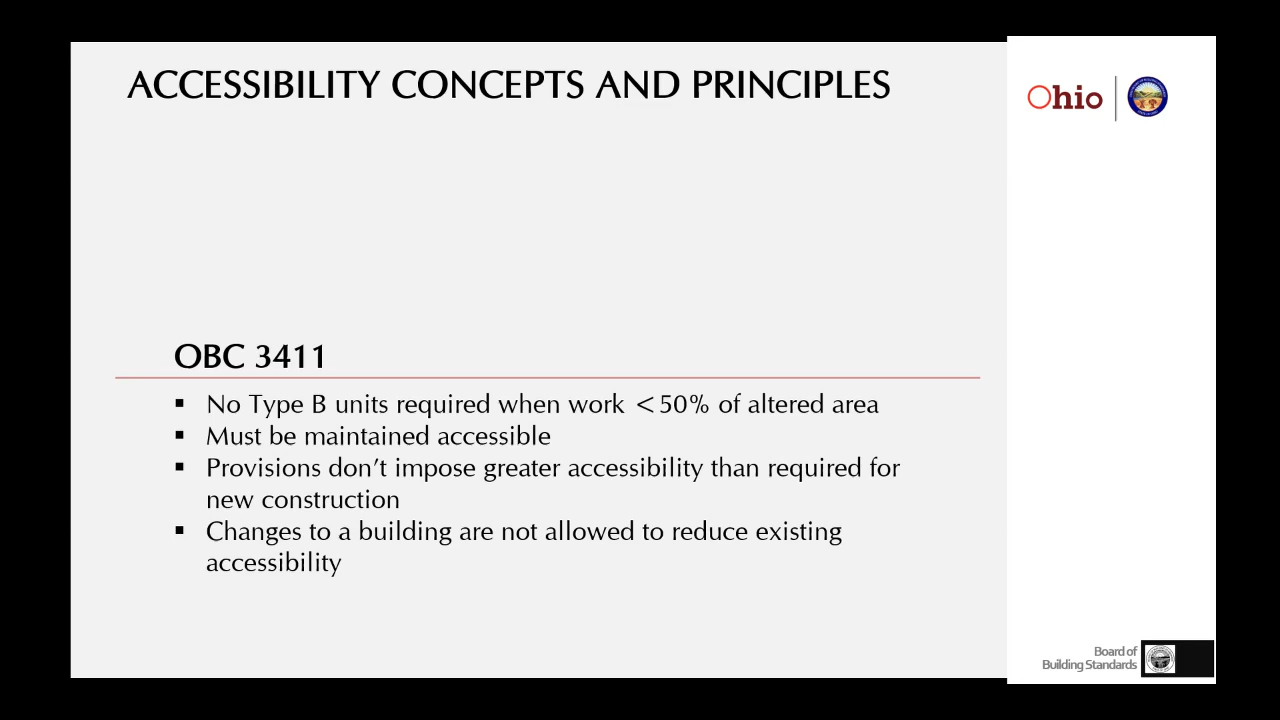 ACCESSIBILITY CONCEPTS AND PRINCIPLES
Ohio
OBC 3411
▪ No Type B units required when work <50% of altered area
▪ Must be maintained accessible
▪ Provisions don’t impose greater accessibility than required for
new construction
▪ Changes to a building are not allowed to reduce existing
accessibility
Board of
Building Standards